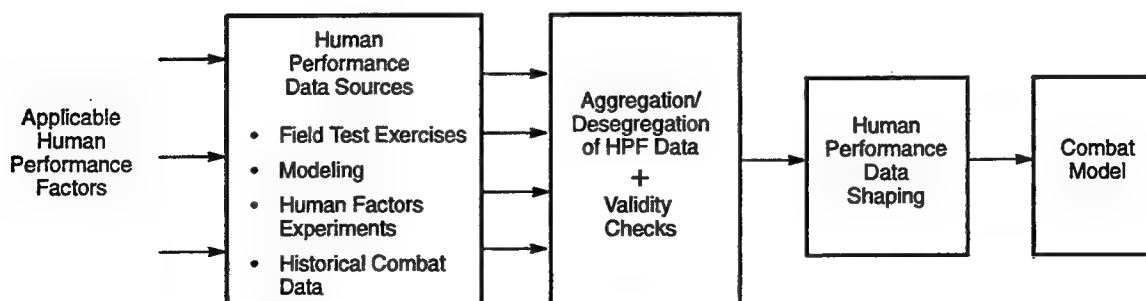 Applicable
Human
Performance
Factors
Human
Performance
Data Sources
• Field Test Exercises
• Modeling
• Human Factors
Experiments
• Historical Combat
Data
Aggregation/
Desegregation
of HPF Data
+
Validity
Checks
Human
Performance
Data
Shaping
Combat
Model